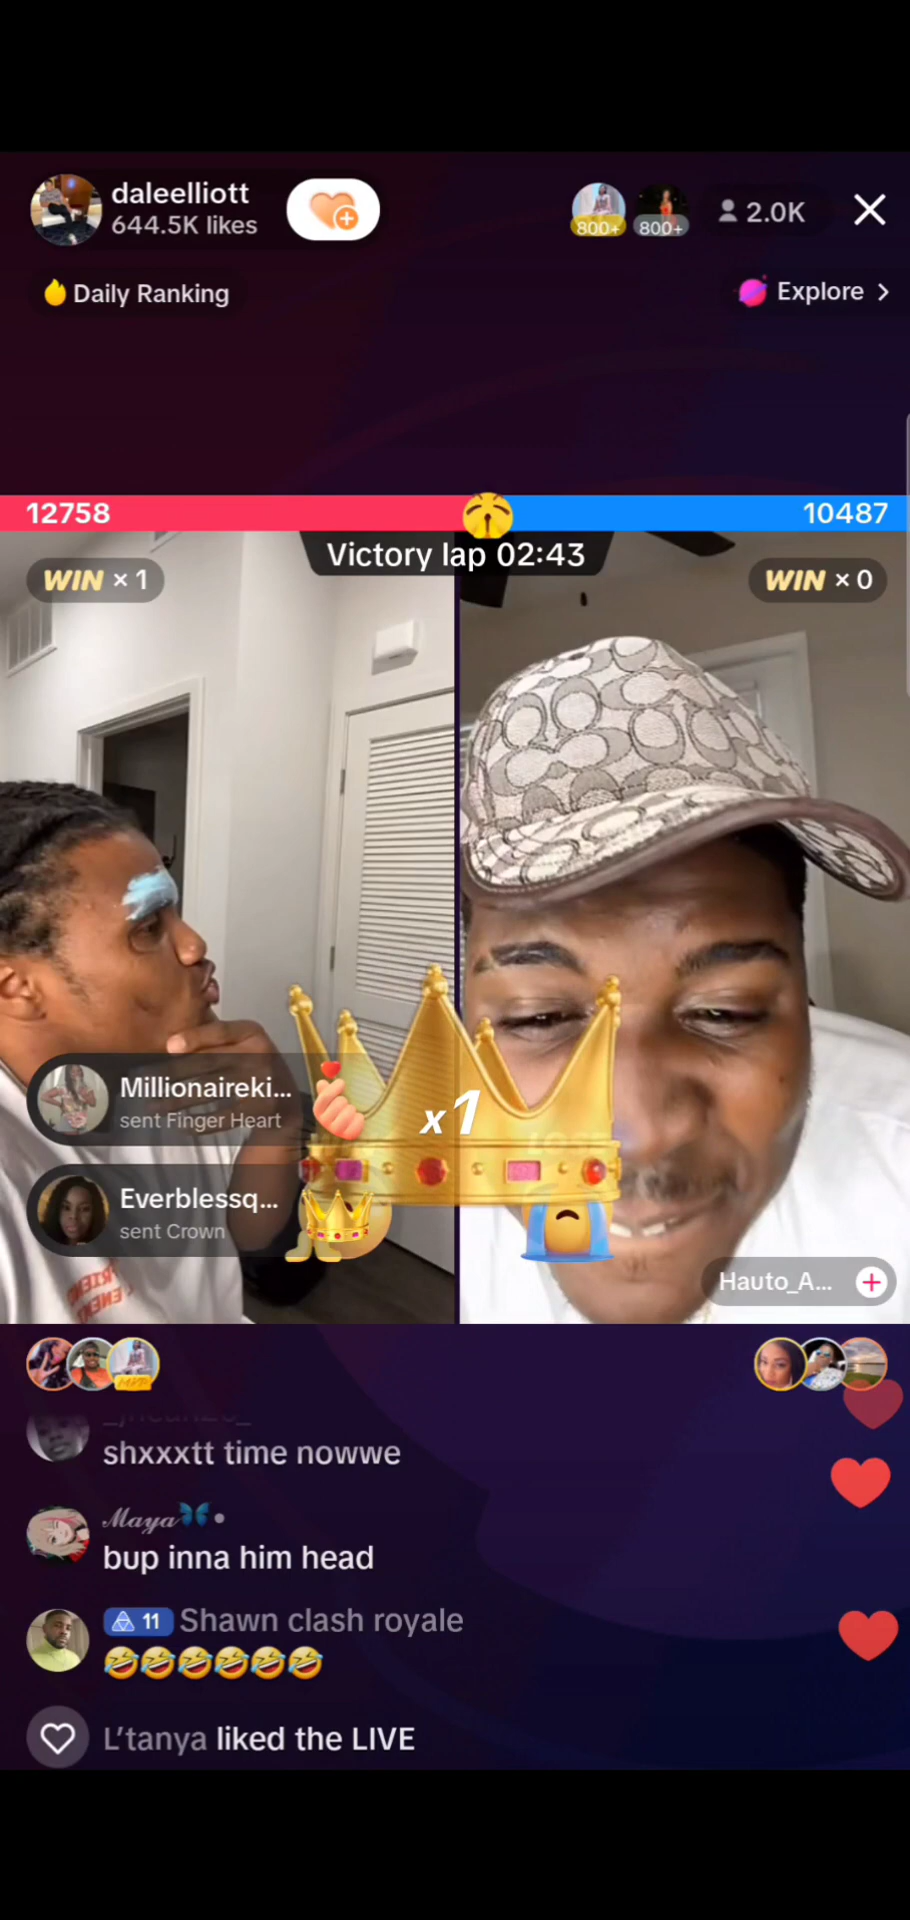 daleelliott
644.5K likes
800+
800+
2.0K
Daily Ranking
Explore >
12758
10487
Victory lap 02:43
WIN × 1
WIN × 0
Millionaireki...
sent Finger Heart
x1
Everblessq...
sent Crown
Hauto_A...
MVP
shxxxtt time nowwe
Maya🦋•
bup inna him head
11 Shawn clash royale
🤣🤣🤣🤣🤣🤣
L'tanya liked the LIVE